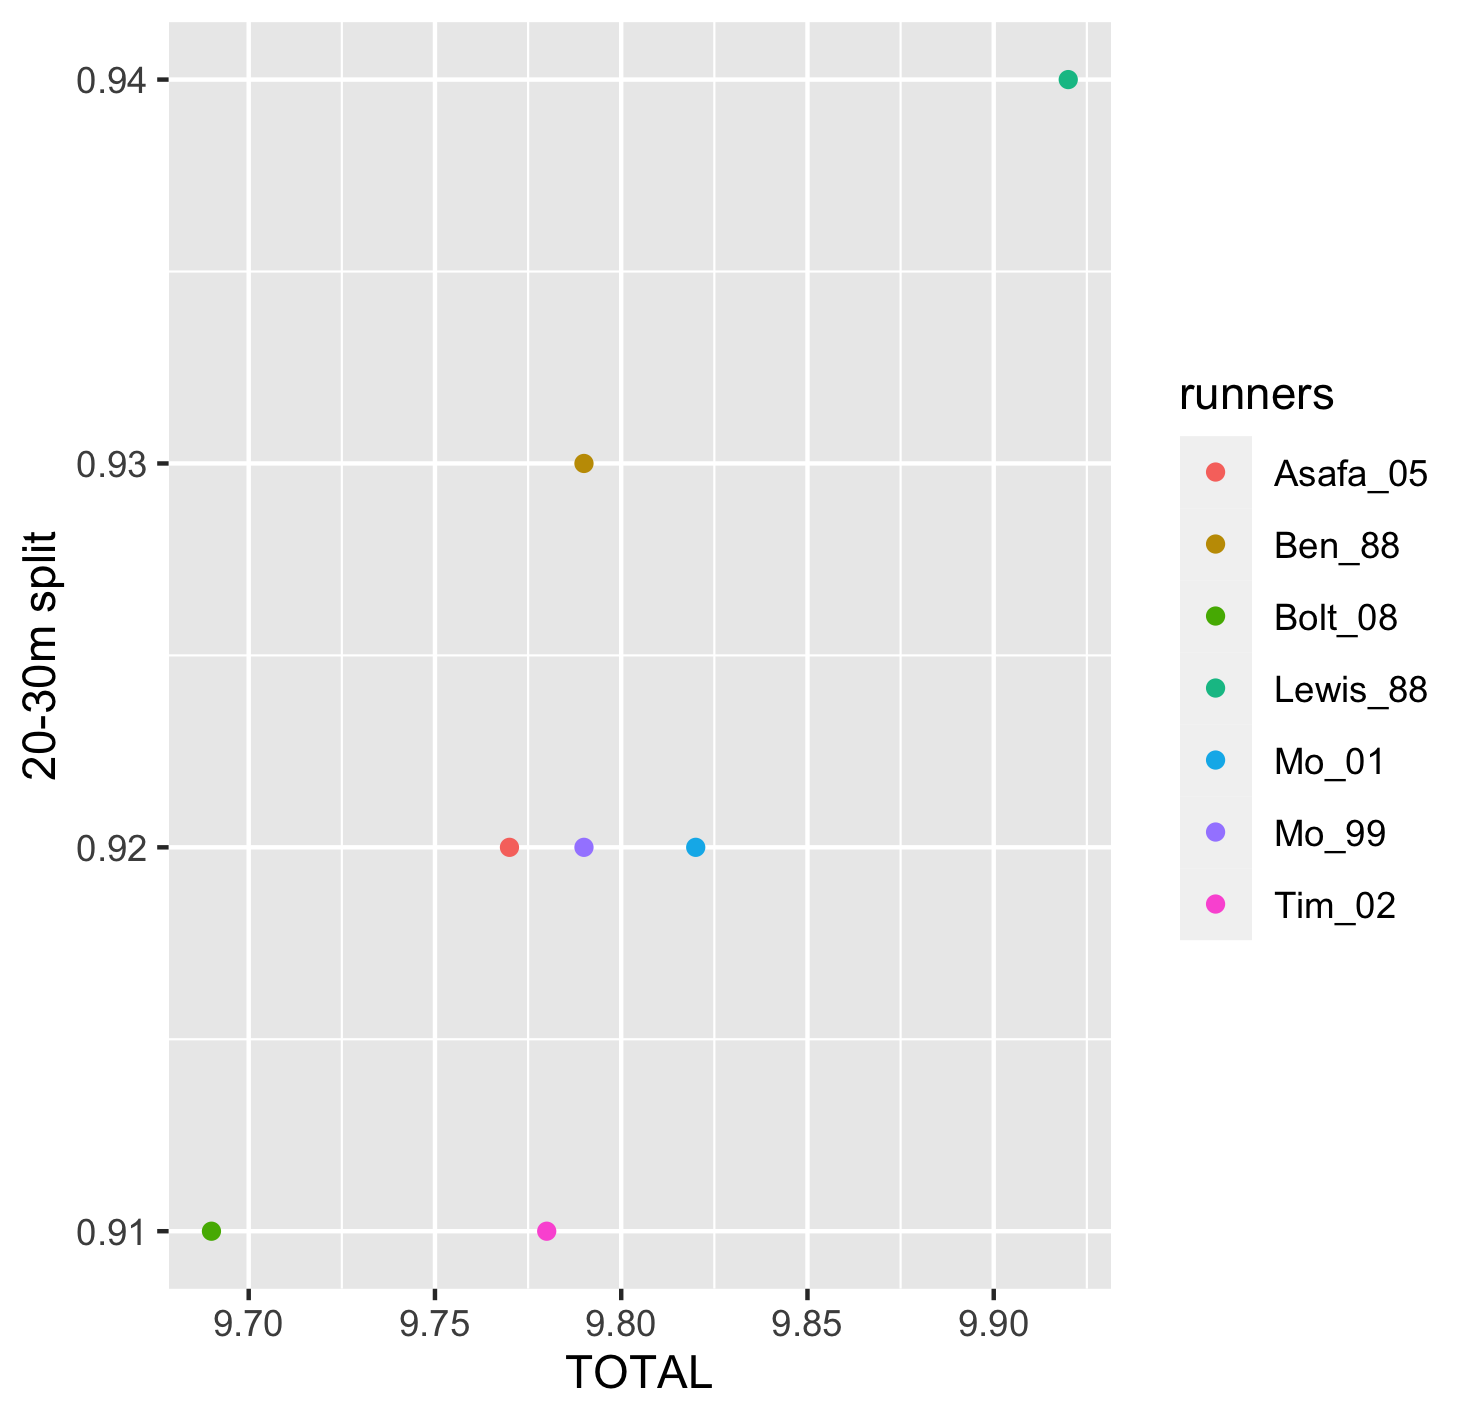 0.94
0.93
0.92
0.91
20-30m split
9.70
9.75
9.80
9.85
9.90
TOTAL
runners
Asafa_05
Ben_88
Bolt_08
Lewis_88
Mo_01
Mo_99
Tim_02